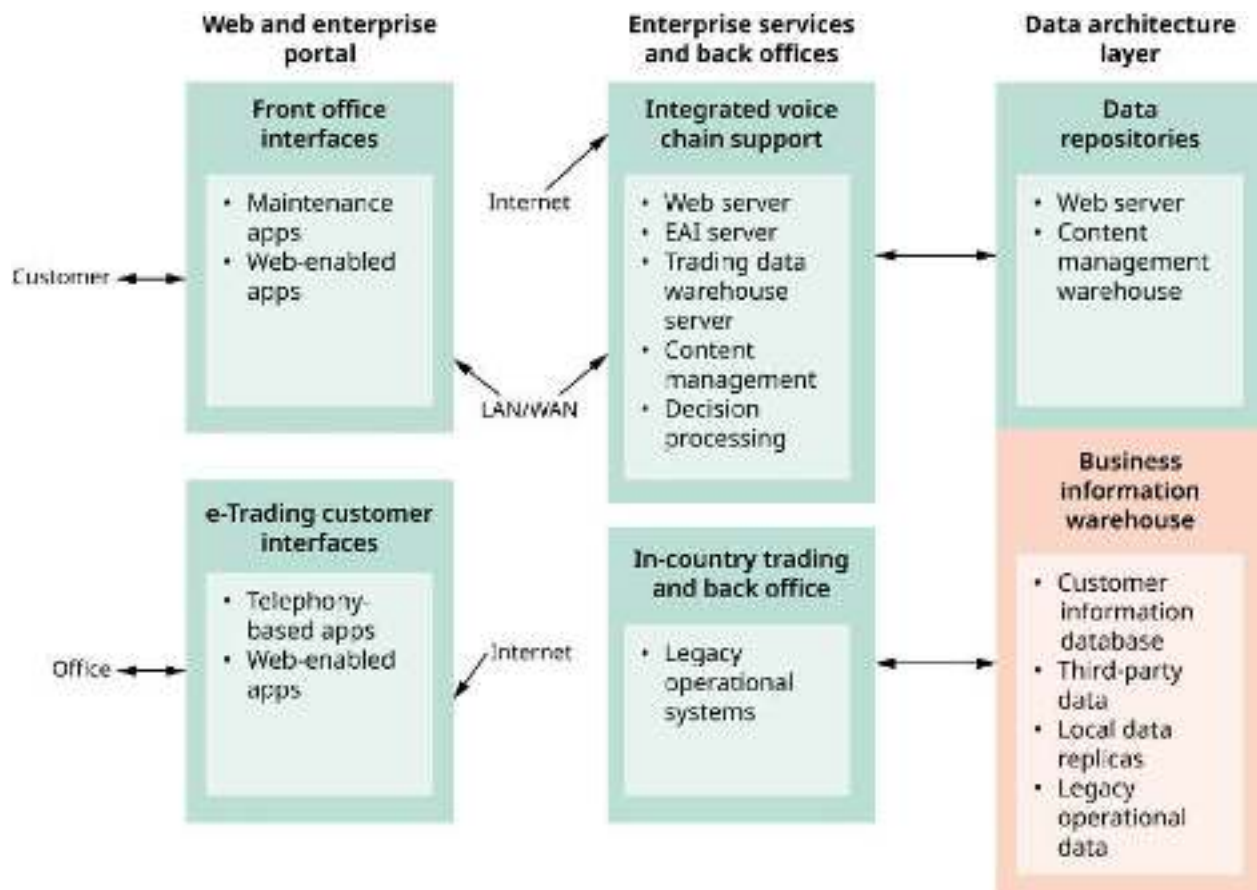 Web and enterprise
portal
Enterprise services
and back offices
Data architecture
layer
Front office
interfaces
• Maintenance
apps
• Web-enabled
apps
Customer
Internet
LAN/WAN
Integrated voice
chain support
• Web server
• EAI server
• Trading data
warehouse
server
• Content
management
• Decision
processing
Data
repositories
• Web server
• Content
management
warehouse
e-Trading customer
interfaces
• Telephony-
based apps
• Web-enabled
apps
Office
Internet
In-country trading
and back office
• Legacy
operational
systems
Business
information
warehouse
• Customer
information
database
• Third-party
data
• Local data
replicas
• Legacy
operational
data